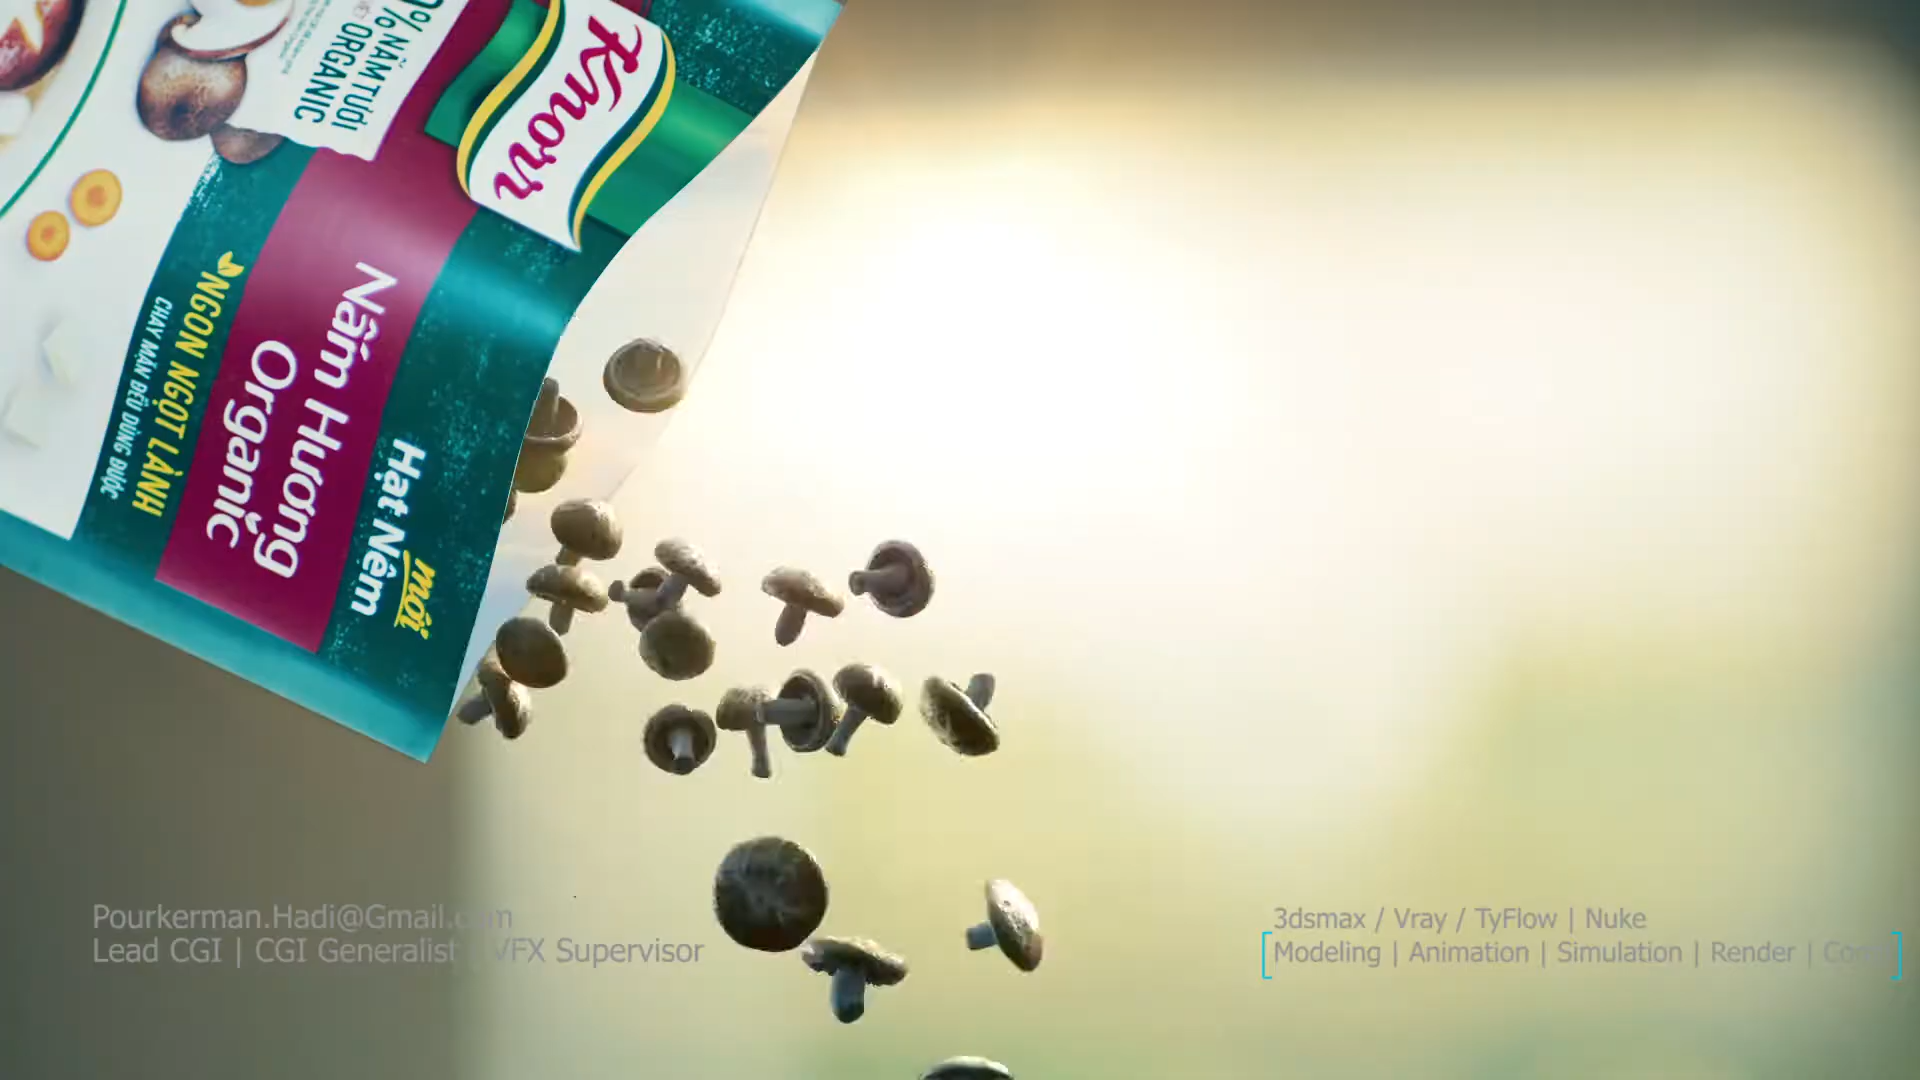 Knorr
NẤM TƯƠI
ORGANIC
mới
Hạt Nêm
Nấm Hương
Organic
NGON NGỌT LÀNH
CHAY MẶN ĐỀU DÙNG ĐƯỢC
Pourkerman.Hadi@Gmail.com
Lead CGI | CGI Generalist | VFX Supervisor
3dsmax / Vray / TyFlow | Nuke
[Modeling | Animation | Simulation | Render |